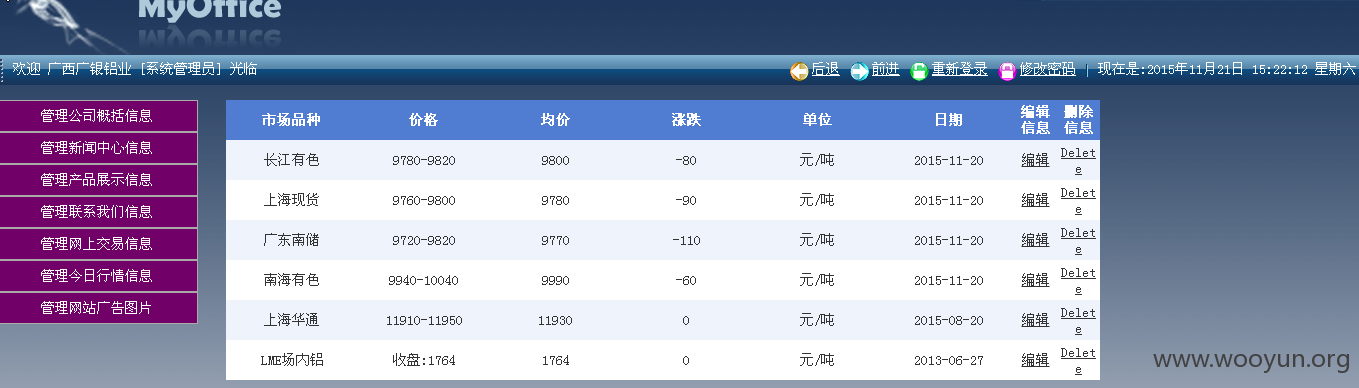 MyOffice
欢迎 广西广银铝业 [系统管理员] 光临
后退 前进 重新登录 修改密码 | 现在是:2015年11月21日 15:22:12 星期六
管理公司概括信息
管理新闻中心信息
管理产品展示信息
管理联系我们信息
管理网上交易信息
管理今日行情信息
管理网站广告图片
市场品种 价格 均价 涨跌 单位 日期 编辑信息 删除信息
长江有色 9780-9820 9800 -80 元/吨 2015-11-20 编辑 Delete
上海现货 9760-9800 9780 -90 元/吨 2015-11-20 编辑 Delete
广东南储 9720-9820 9770 -110 元/吨 2015-11-20 编辑 Delete
南海有色 9940-10040 9990 -60 元/吨 2015-11-20 编辑 Delete
上海华通 11910-11950 11930 0 元/吨 2015-08-20 编辑 Delete
LME场内铝 收盘:1764 1764 0 元/吨 2013-06-27 编辑 Delete
www.wooyun.org